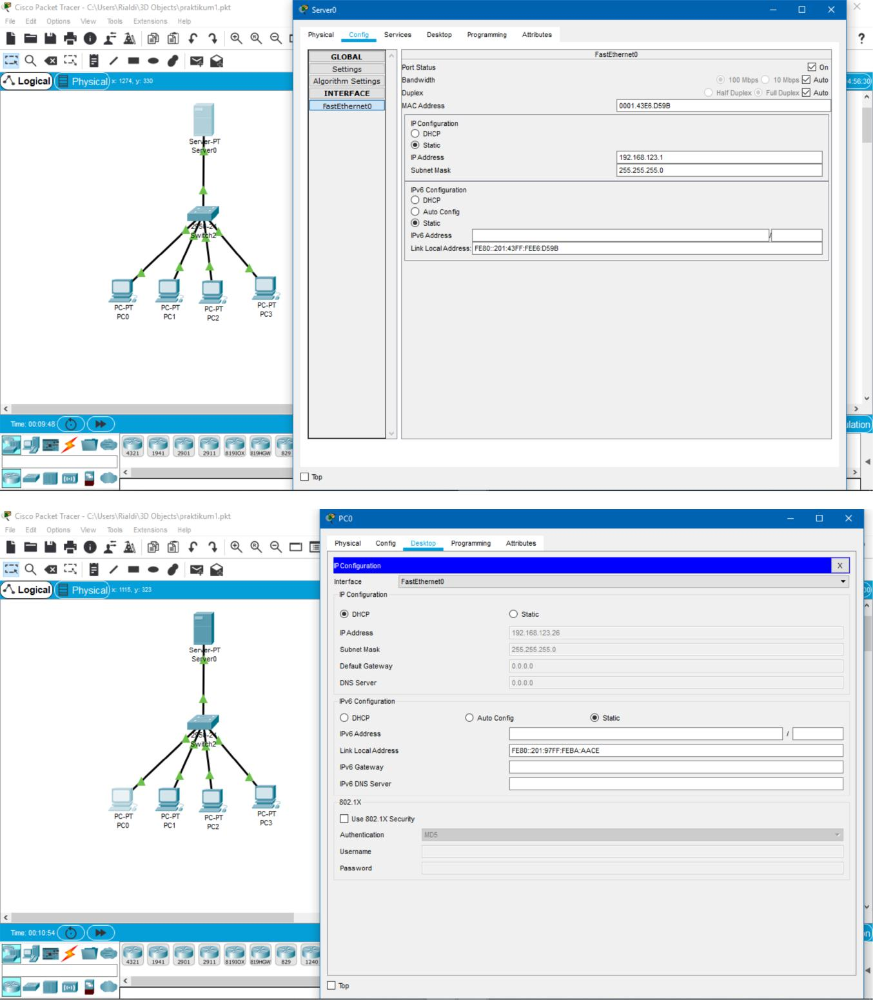 Cisco Packet Tracer - C:\Users\Rialdi\3D Objects\praktikum1.pkt
File Edit Options View Tools Extensions Help
Logical
Physical
x: 1274, y: 330
4:56:30
Server-PT
Server0
2950-24
Switch2
PC-PT
PC0
PC-PT
PC1
PC-PT
PC2
PC-PT
PC3
Time: 00:09:48
4321 1941 2901 2911 819IOX 819HGW 829
Server0
Physical Config Services Desktop Programming Attributes
GLOBAL
Settings
Algorithm Settings
INTERFACE
FastEthernet0
FastEthernet0
Port Status On
Bandwidth 100 Mbps 10 Mbps Auto
Duplex Half Duplex Full Duplex Auto
MAC Address 0001.43E6.D59B
IP Configuration
DHCP
Static
IP Address 192.168.123.1
Subnet Mask 255.255.255.0
IPv6 Configuration
DHCP
Auto Config
Static
IPv6 Address /
Link Local Address: FE80::201:43FF:FEE6:D59B
Top
Cisco Packet Tracer - C:\Users\Rialdi\3D Objects\praktikum1.pkt
File Edit Options View Tools Extensions Help
Logical
Physical
x: 1115, y: 323
Server-PT
Server0
2950-24
Switch2
PC-PT
PC0
PC-PT
PC1
PC-PT
PC2
PC-PT
PC3
Time: 00:10:54
4321 1941 2901 2911 819IOX 819HGW 829 1240
PC0
Physical Config Desktop Programming Attributes
IP Configuration X
Interface FastEthernet0
IP Configuration
DHCP Static
IP Address 192.168.123.26
Subnet Mask 255.255.255.0
Default Gateway 0.0.0.0
DNS Server 0.0.0.0
IPv6 Configuration
DHCP Auto Config Static
IPv6 Address /
Link Local Address FE80::201:97FF:FEBA:AACE
IPv6 Gateway
IPv6 DNS Server
802.1X
Use 802.1X Security
Authentication MD5
Username
Password
Top